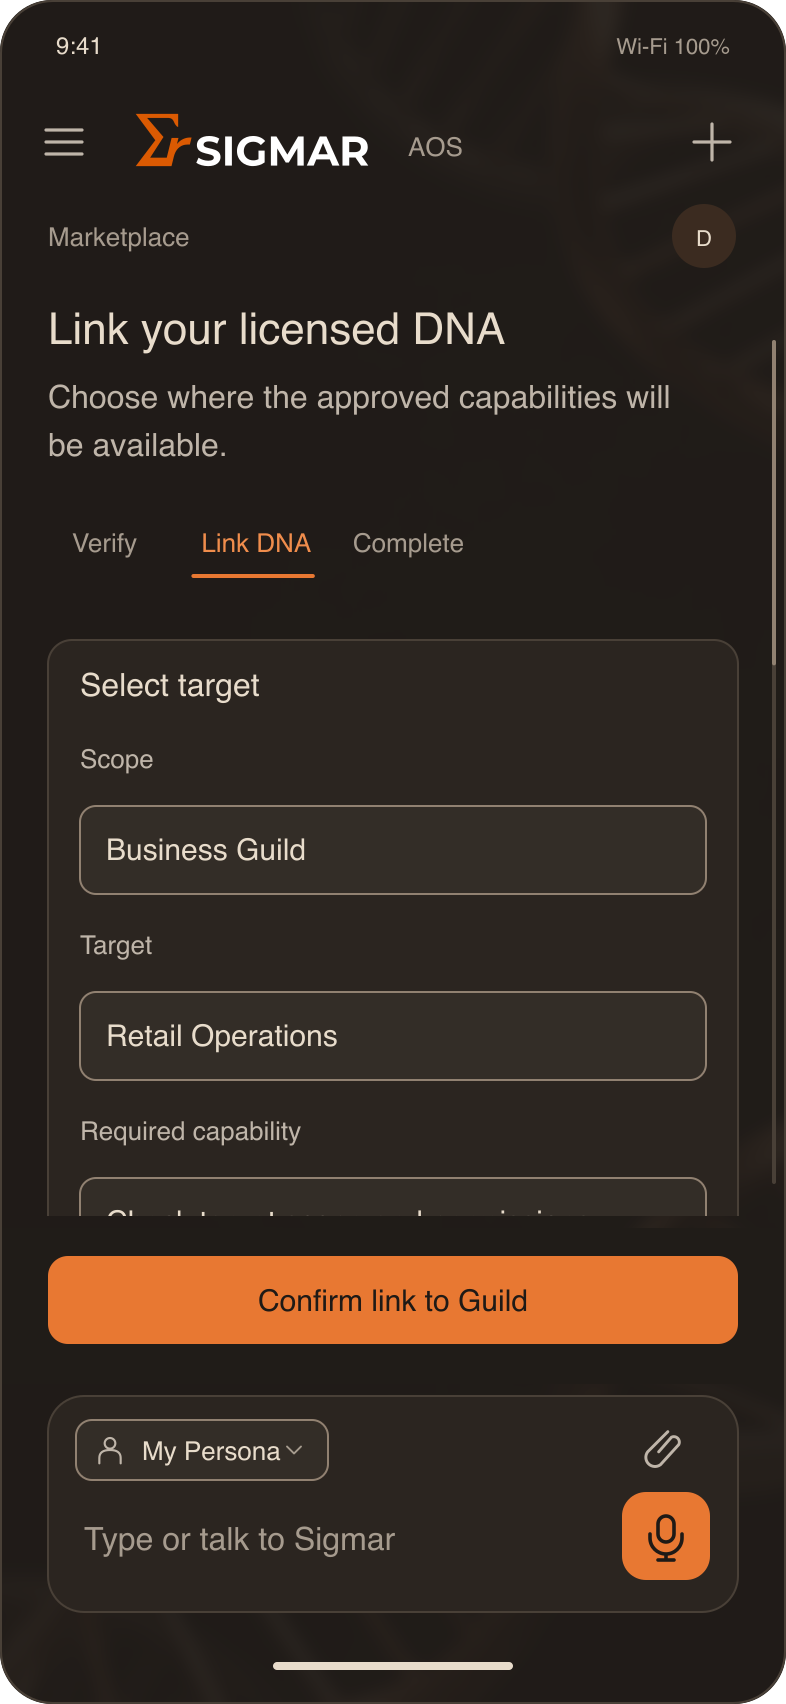 9:41
Wi-Fi 100%
Σr SIGMAR AOS
Marketplace
D
Link your licensed DNA
Choose where the approved capabilities will
be available.
Verify
Link DNA
Complete
Select target
Scope
Business Guild
Target
Retail Operations
Required capability
Confirm link to Guild
My Persona
Type or talk to Sigmar